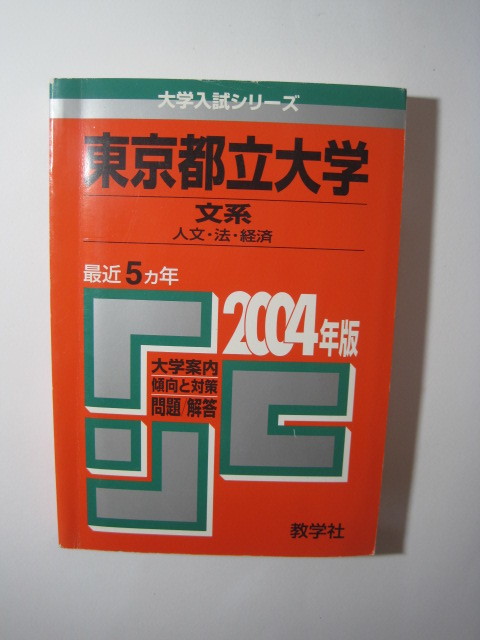 大学入試シリーズ
東京都立大学
文系
人文・法・経済
最近5ヵ年
2004年版
大学案内
傾向と対策
問題/解答
教学社